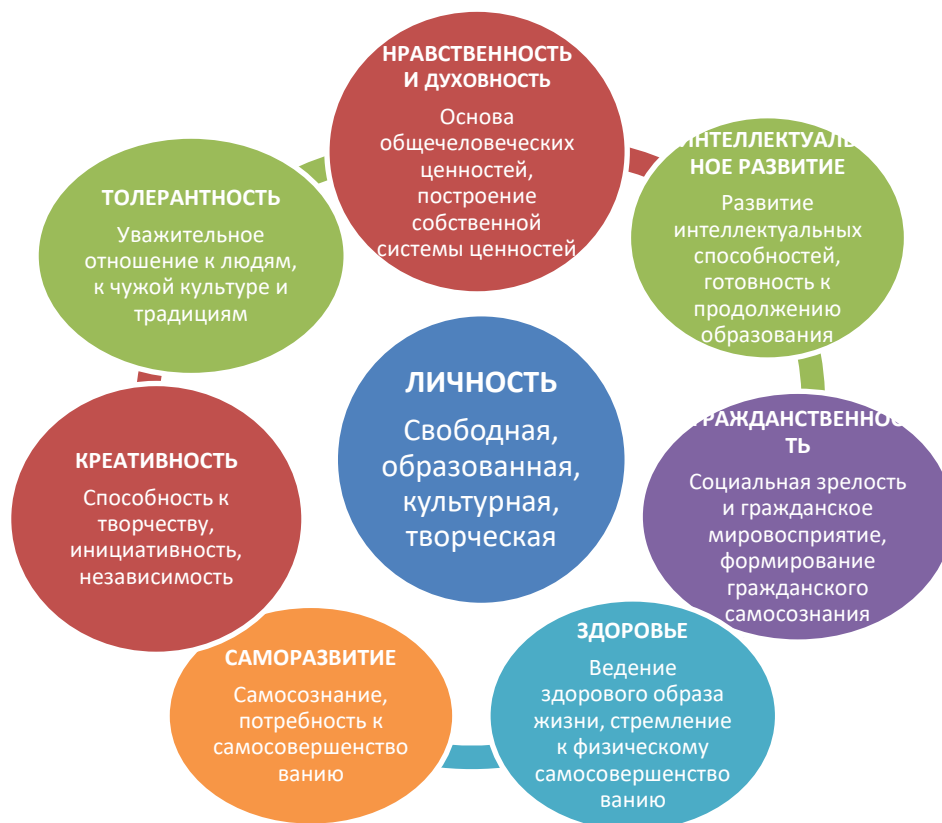 НРАВСТВЕННОСТЬ
И ДУХОВНОСТЬ
Основа
общечеловеческих
ценностей,
построение
собственной
системы ценностей
ИНТЕЛЛЕКТУАЛЬ
НОЕ РАЗВИТИЕ
Развитие
интеллектуальных
способностей,
готовность к
продолжению
образования
ГРАЖДАНСТВЕННОС
ТЬ
Социальная зрелость
и гражданское
мировосприятие,
формирование
гражданского
самосознания
ЗДОРОВЬЕ
Ведение
здорового образа
жизни, стремление
к физическому
самосовершенство
ванию
САМОРАЗВИТИЕ
Самосознание,
потребность к
самосовершенство
ванию
КРЕАТИВНОСТЬ
Способность к
творчеству,
инициативность,
независимость
ТОЛЕРАНТНОСТЬ
Уважительное
отношение к людям,
к чужой культуре и
традициям
ЛИЧНОСТЬ
Свободная,
образованная,
культурная,
творческая